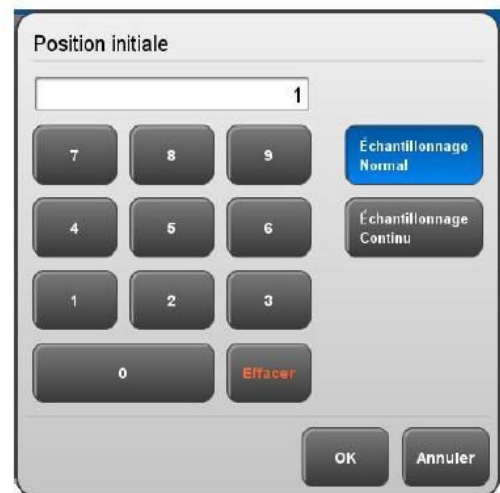 Position initiale
1
7 8 9 Échantillonnage
Normal
4 5 6 Échantillonnage
Continu
1 2 3
0 Effacer
OK Annuler